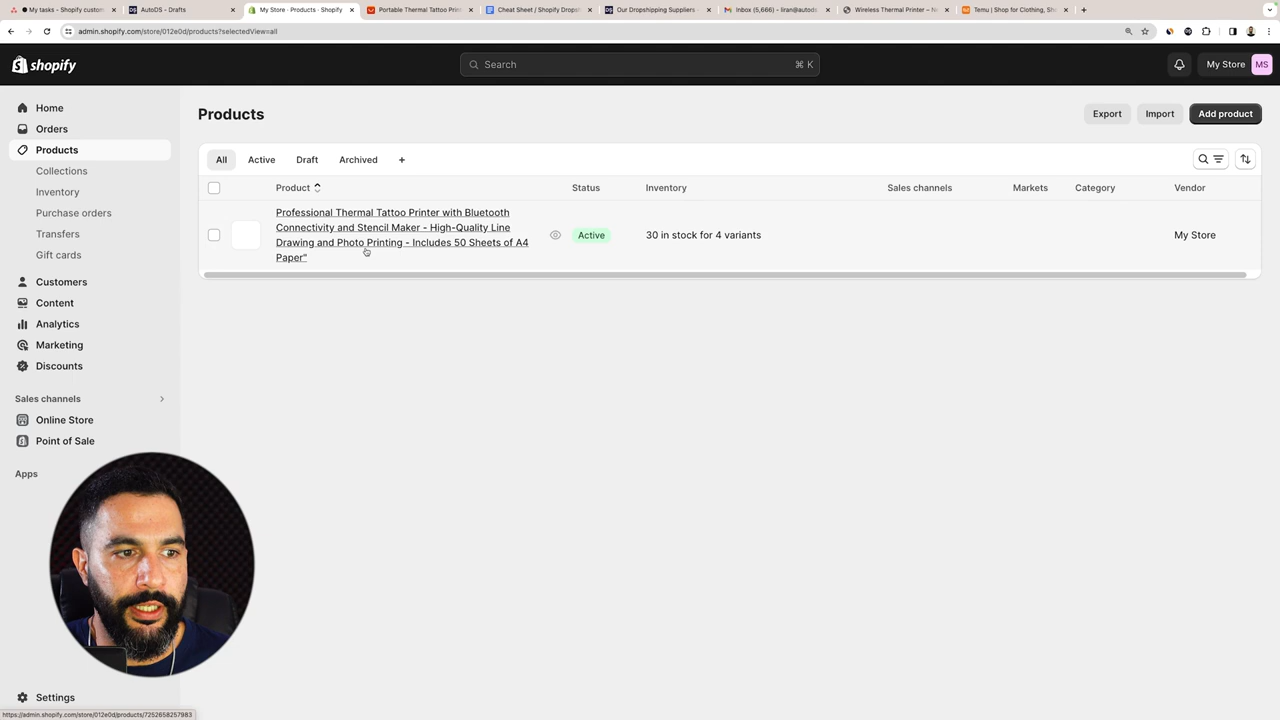 My tasks - Shopify custom
AutoDS - Drafts
My Store · Products · Shopify
Portable Thermal Tattoo Prin
Cheat Sheet / Shopify Drops
Our Dropshipping Suppliers -
Inbox (5,666) - liran@autods
Wireless Thermal Printer – N
Temu | Shop for Clothing, Sho
admin.shopify.com/store/012e0d/products?selectedView=all
shopify
Search
⌘ K
My Store
MS
Home
Orders
Products
Collections
Inventory
Purchase orders
Transfers
Gift cards
Customers
Content
Analytics
Marketing
Discounts
Sales channels
Online Store
Point of Sale
Apps
Settings
Products
Export
Import
Add product
All
Active
Draft
Archived
+
Product
Status
Inventory
Sales channels
Markets
Category
Vendor
Professional Thermal Tattoo Printer with Bluetooth
Connectivity and Stencil Maker - High-Quality Line
Drawing and Photo Printing - Includes 50 Sheets of A4
Paper"
Active
30 in stock for 4 variants
My Store
https://admin.shopify.com/store/012e0d/products/7252658257983